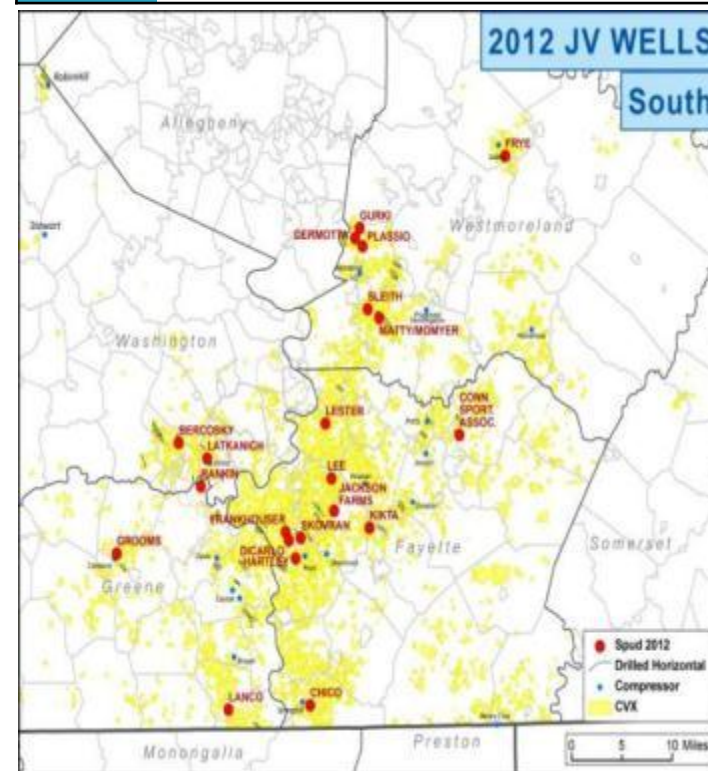 2012 JV WELLS
South
Allegheny
FRYE
Westmoreland
GURKI
DERMOTTA
PLASSIO
SLEITH
MATTY/MOMYER
Washington
CONN
SPORT.
ASSOC.
LESTER
BERCOSKY
LATKANICH
RANKIN
LEE
JACKSON
FARMS
FRANKHOUSER
SKOVRAN
KIKTA
DICARLO
HARTLEY
Fayette
Somerset
GROOMS
Greene
LANCO
CHICO
Spud 2012
Drilled Horizontal
Compressor
CVX
0 5 10 Miles
Monongalia
Preston